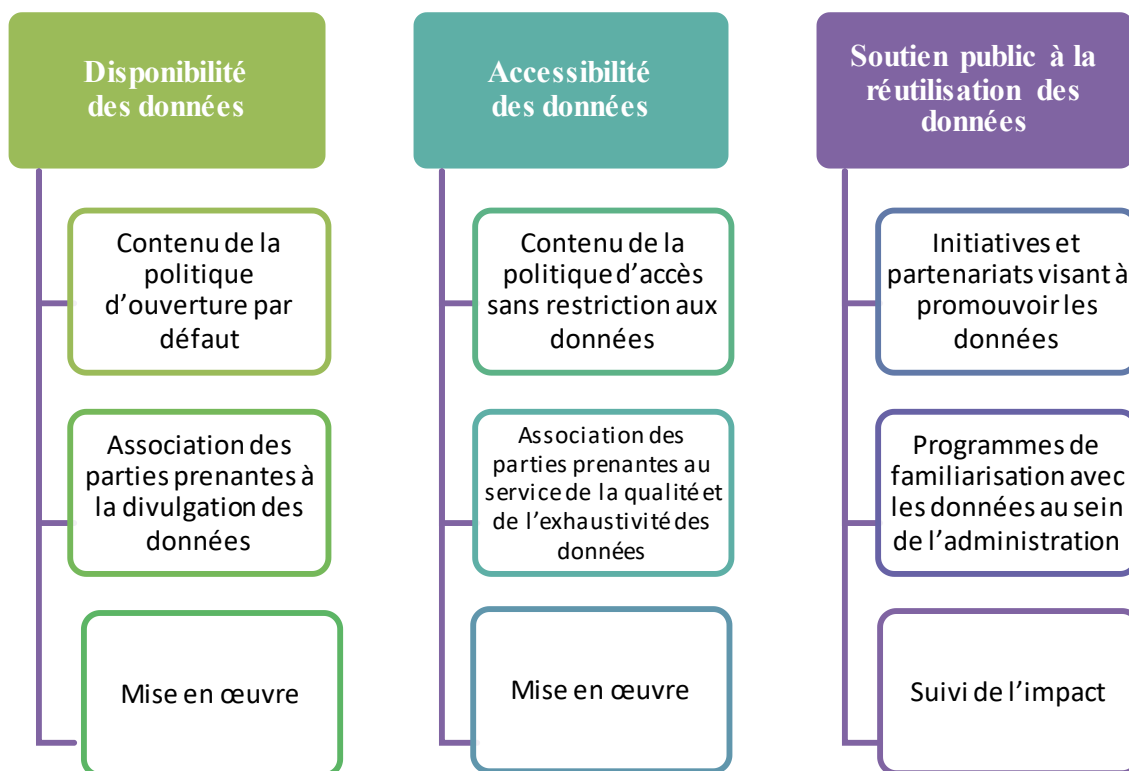 Disponibilité
des données
Contenu de la
politique
d’ouverture par
défaut
Association des
parties prenantes à
la divulgation des
données
Mise en œuvre
Accessibilité
des données
Contenu de la
politique d’accès
sans restriction aux
données
Association des
parties prenantes au
service de la qualité et
de l’exhaustivité des
données
Mise en œuvre
Soutien public à la
réutilisation des
données
Initiatives et
partenariats visant à
promouvoir les
données
Programmes de
familiarisation avec
les données au sein
de l’administration
Suivi de l’impact